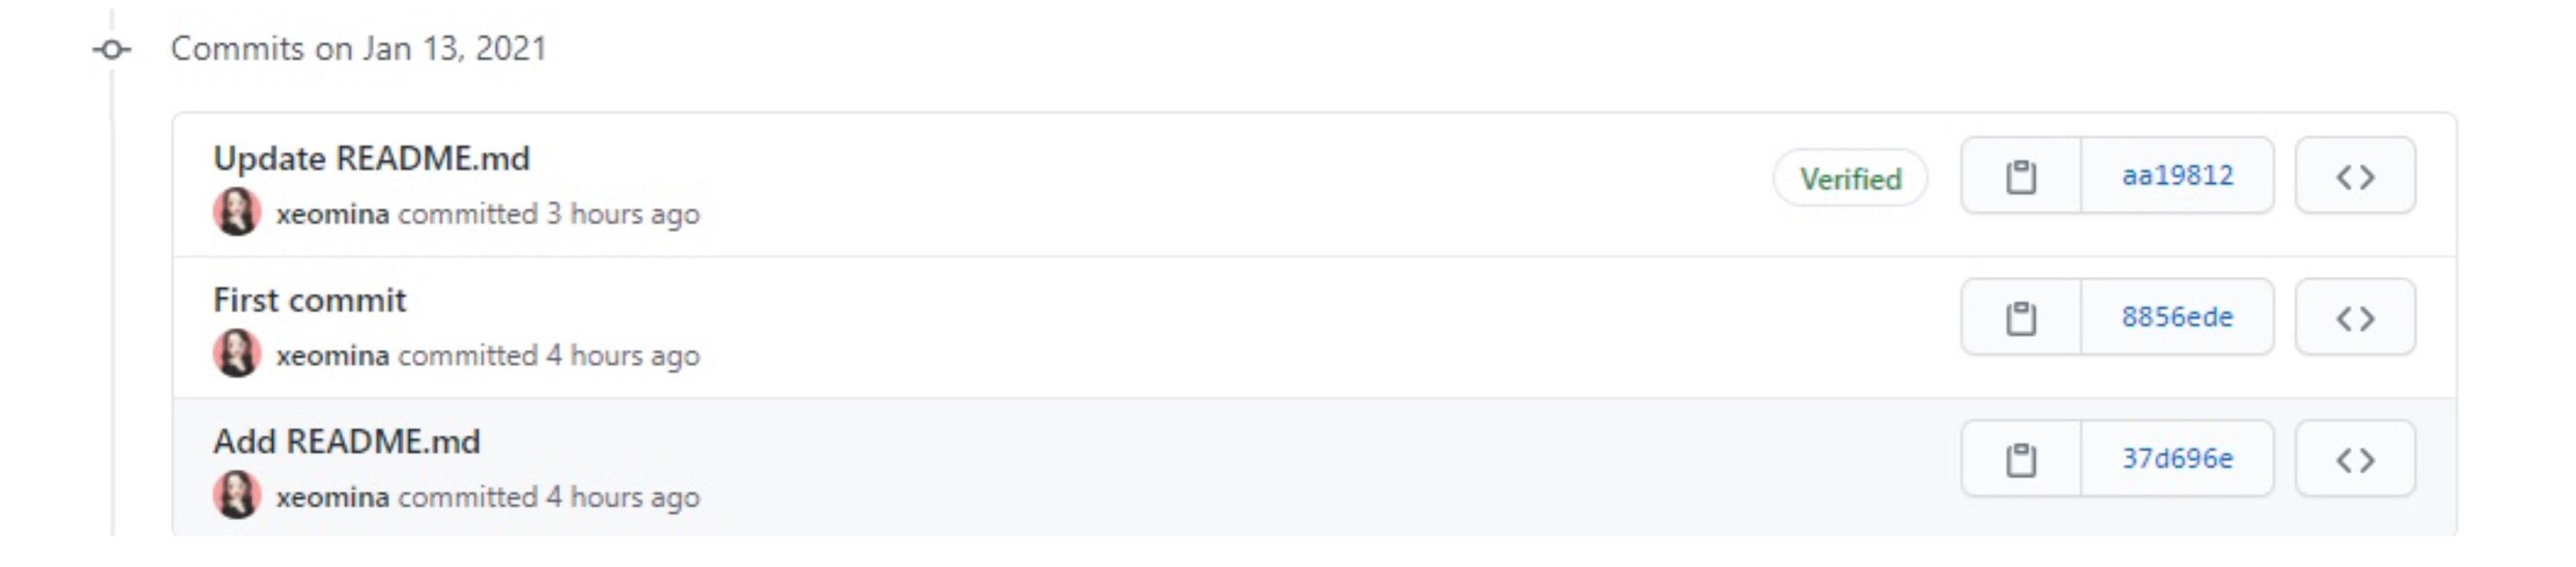 Commits on Jan 13, 2021
Update README.md
xeomina committed 3 hours ago
Verified
aa19812
First commit
xeomina committed 4 hours ago
8856ede
Add README.md
xeomina committed 4 hours ago
37d696e